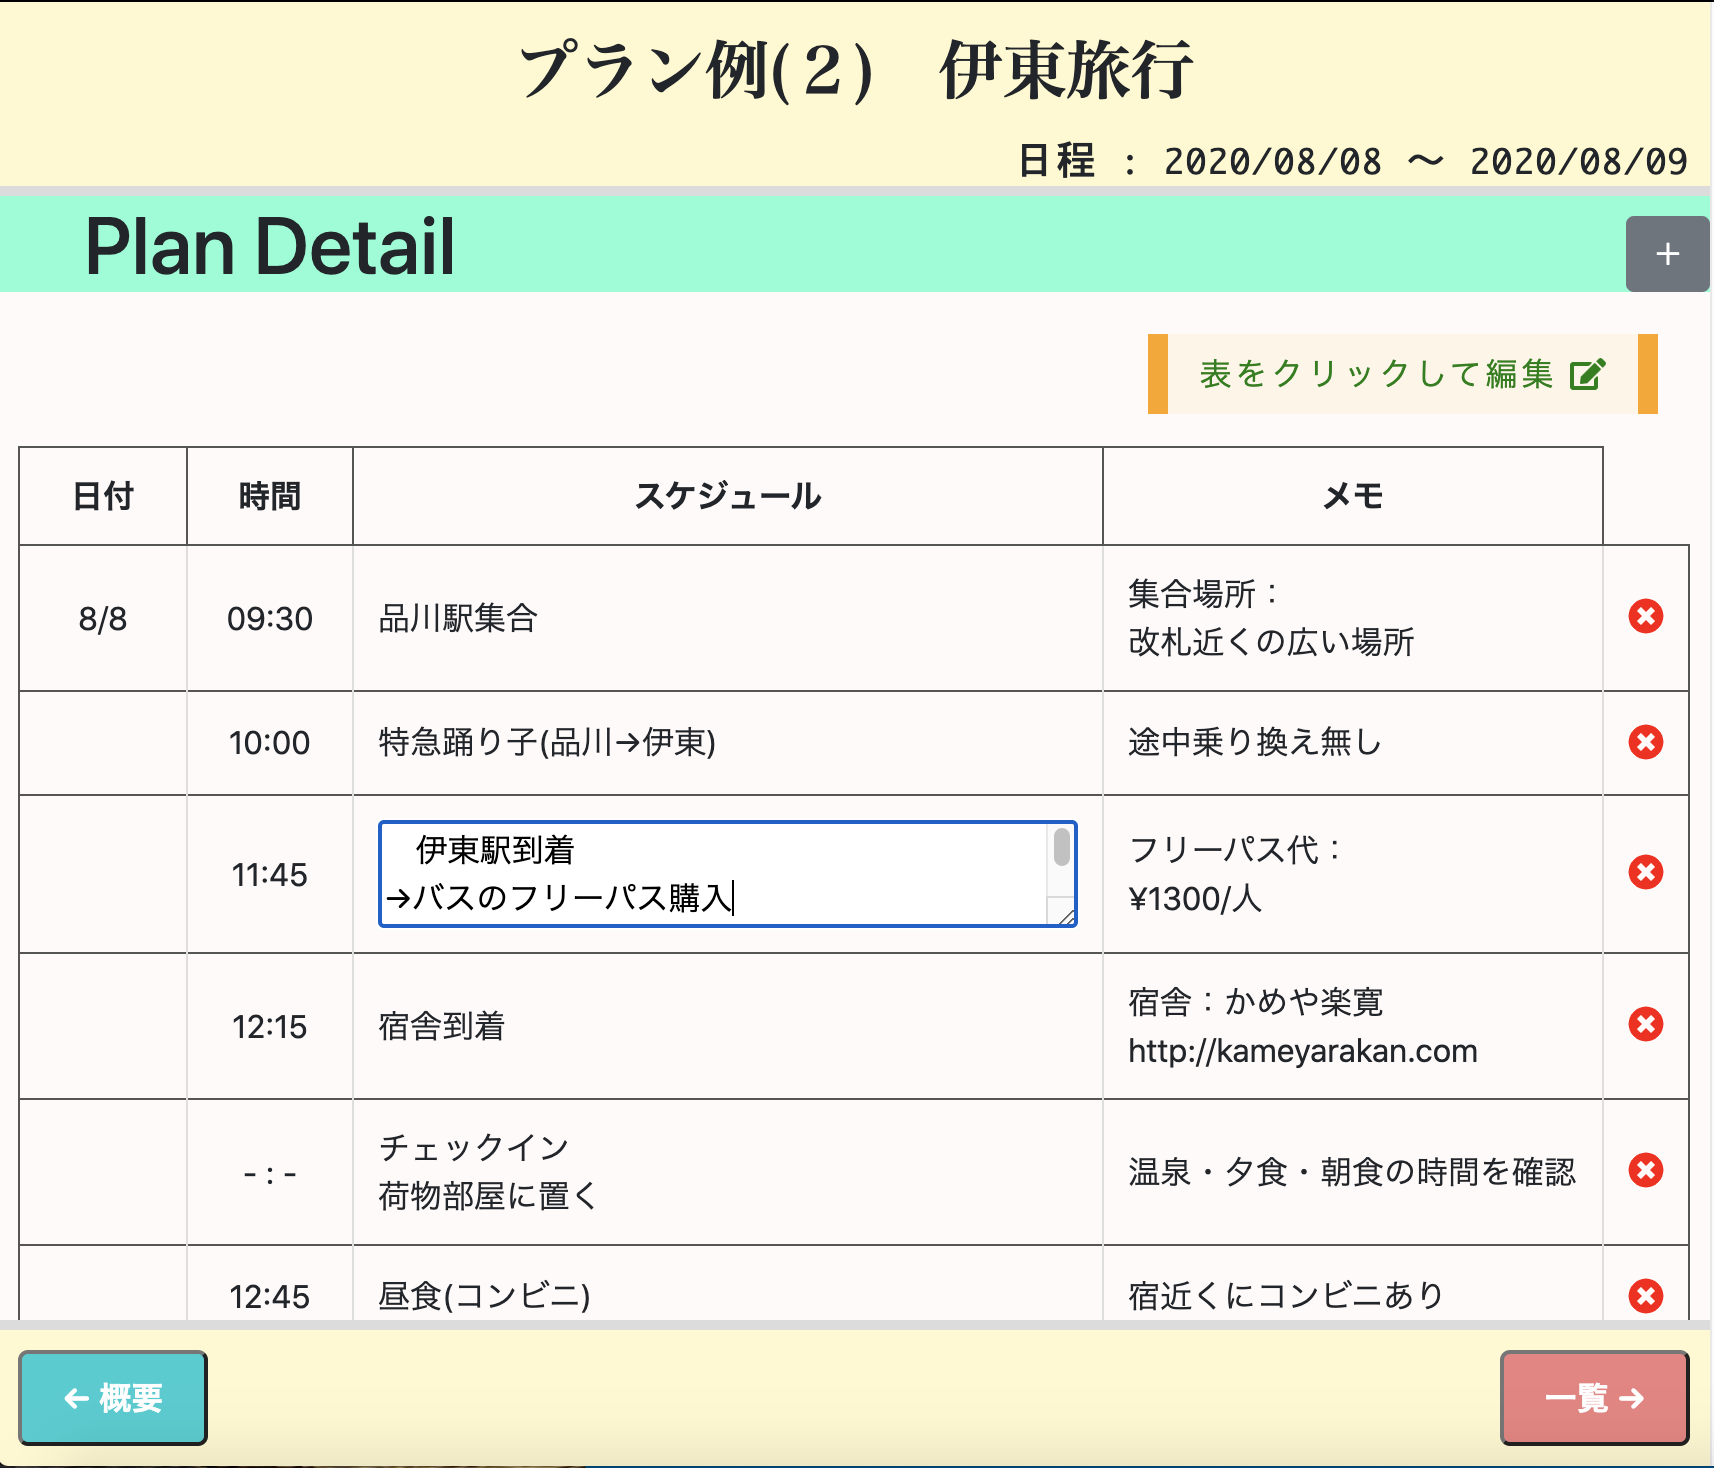 プラン例(２)　伊東旅行
日程 : 2020/08/08 〜 2020/08/09
Plan Detail
+
表をクリックして編集
日付 時間 スケジュール メモ
8/8 09:30 品川駅集合 集合場所：
改札近くの広い場所
10:00 特急踊り子(品川→伊東) 途中乗り換え無し
11:45 伊東駅到着 フリーパス代：
→バスのフリーパス購入 ¥1300/人
12:15 宿舎到着 宿舎：かめや楽寛
http://kameyarakan.com
- : - チェックイン 温泉・夕食・朝食の時間を確認
荷物部屋に置く
12:45 昼食(コンビニ) 宿近くにコンビニあり
← 概要 一覧 →